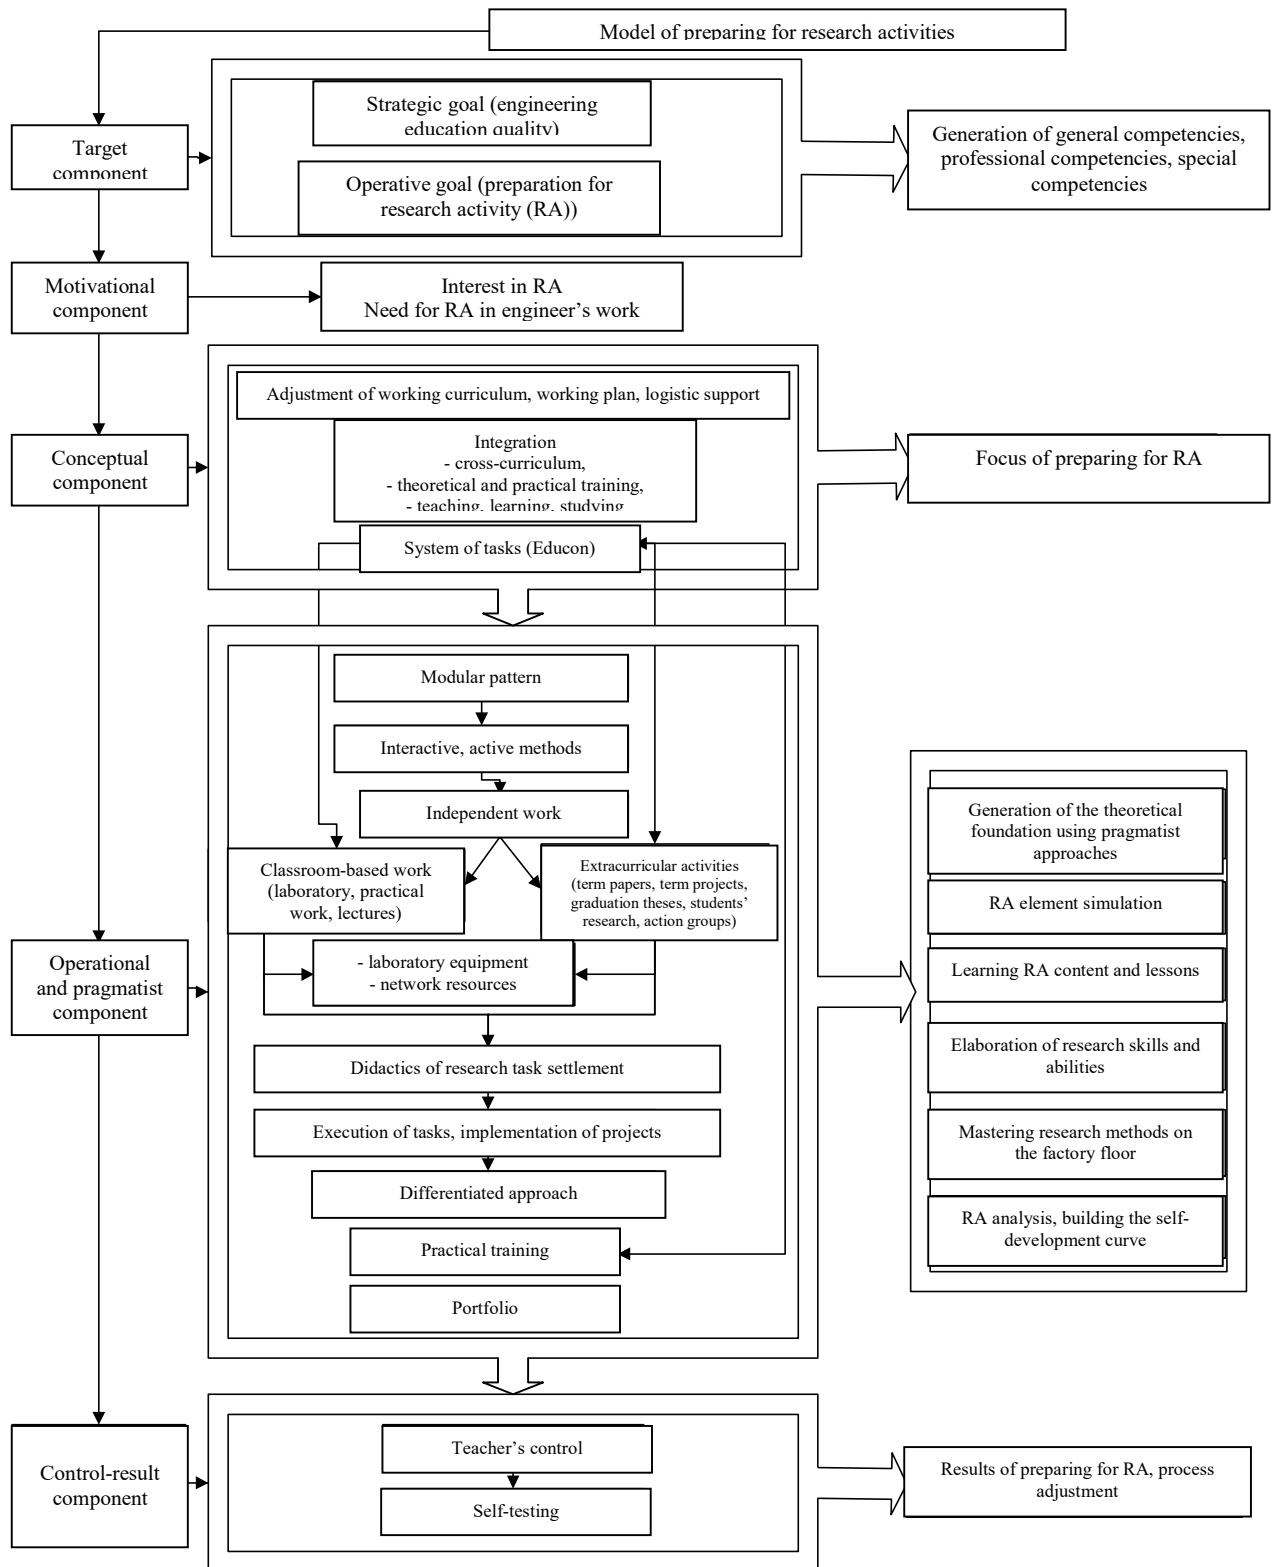 Model of preparing for research activities
Target
component
Strategic goal (engineering
education quality)
Operative goal (preparation for
research activity (RA))
Generation of general competencies,
professional competencies, special
competencies
Motivational
component
Interest in RA
Need for RA in engineer's work
Conceptual
component
Adjustment of working curriculum, working plan, logistic support
Integration
- cross-curriculum,
- theoretical and practical training,
- teaching, learning, studying
System of tasks (Educon)
Focus of preparing for RA
Operational
and pragmatist
component
Modular pattern
Interactive, active methods
Independent work
Classroom-based work
(laboratory, practical
work, lectures)
Extracurricular activities
(term papers, term projects,
graduation theses, students'
research, action groups)
- laboratory equipment
- network resources
Didactics of research task settlement
Execution of tasks, implementation of projects
Differentiated approach
Practical training
Portfolio
Generation of the theoretical
foundation using pragmatist
approaches
RA element simulation
Learning RA content and lessons
Elaboration of research skills and
abilities
Mastering research methods on
the factory floor
RA analysis, building the self-
development curve
Control-result
component
Teacher's control
Self-testing
Results of preparing for RA, process
adjustment